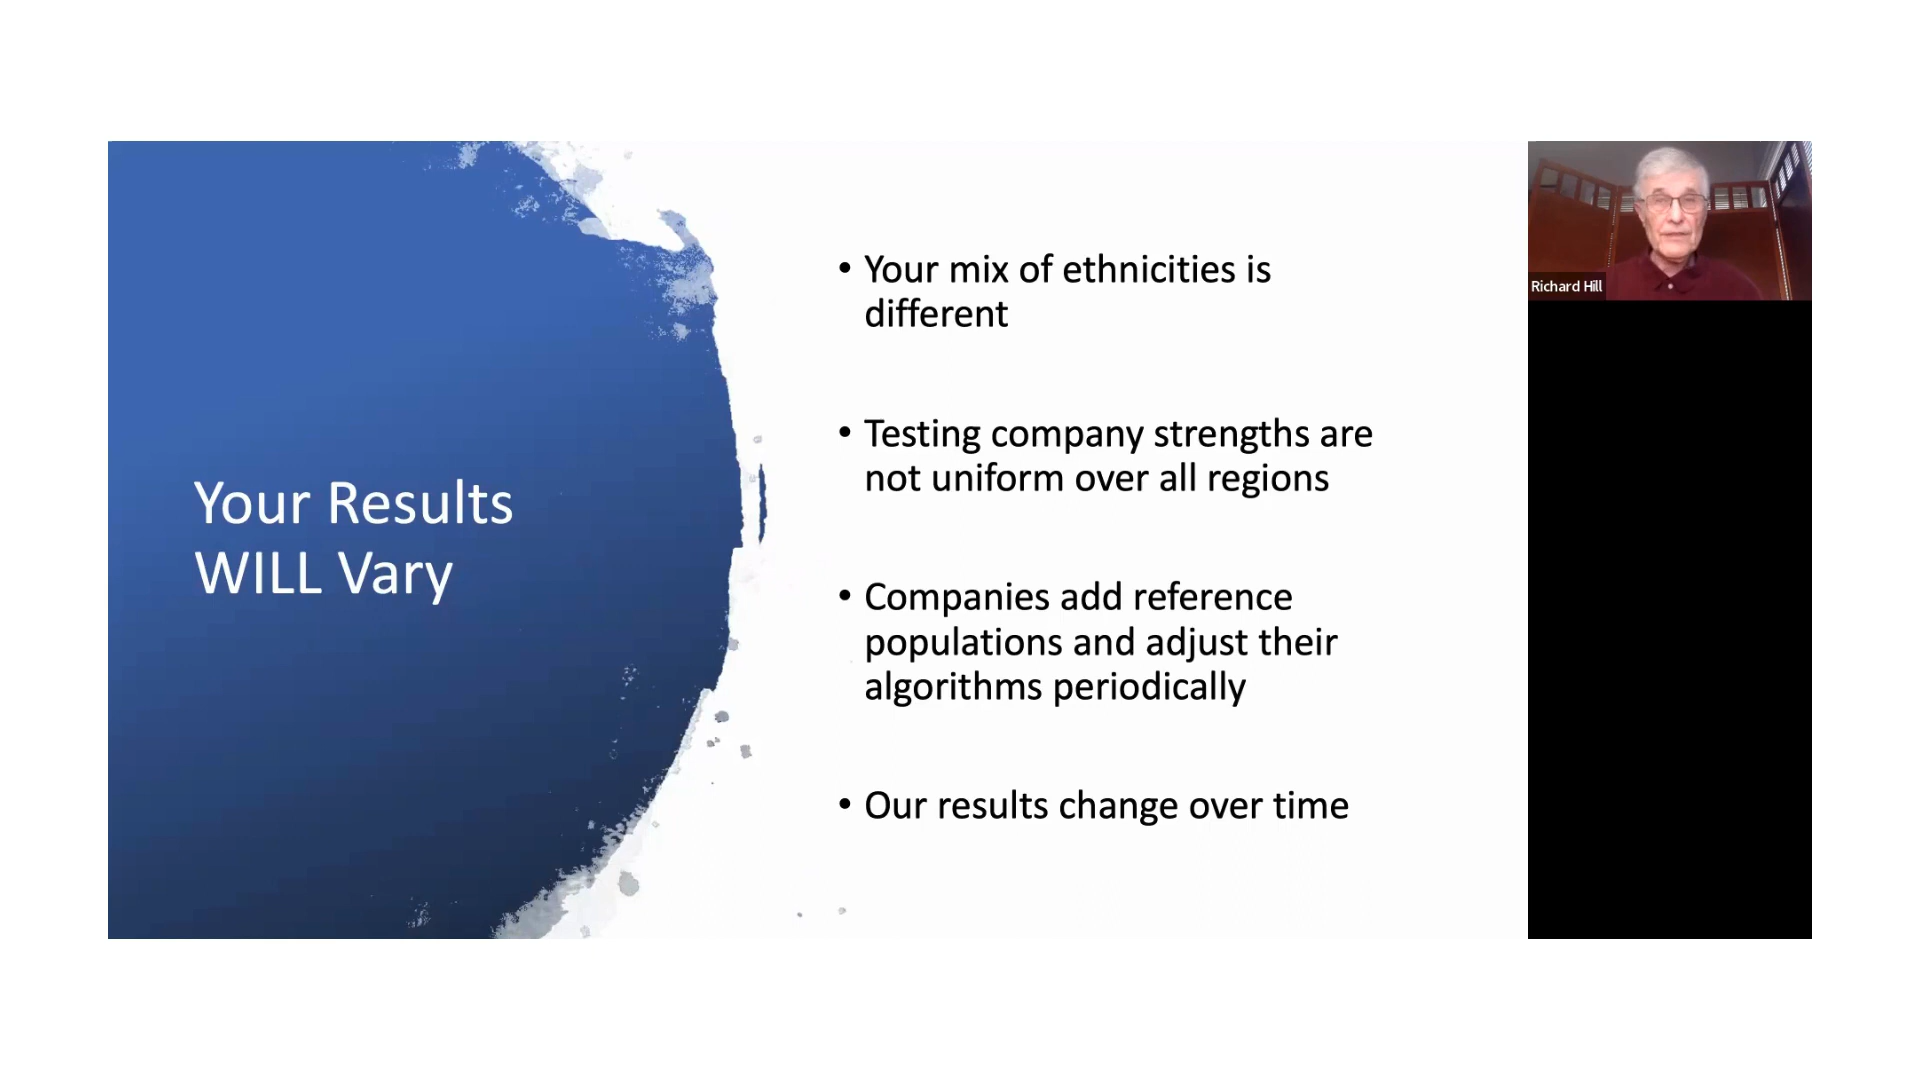 Your Results
WILL Vary
• Your mix of ethnicities is
different
• Testing company strengths are
not uniform over all regions
• Companies add reference
populations and adjust their
algorithms periodically
• Our results change over time
Richard Hill